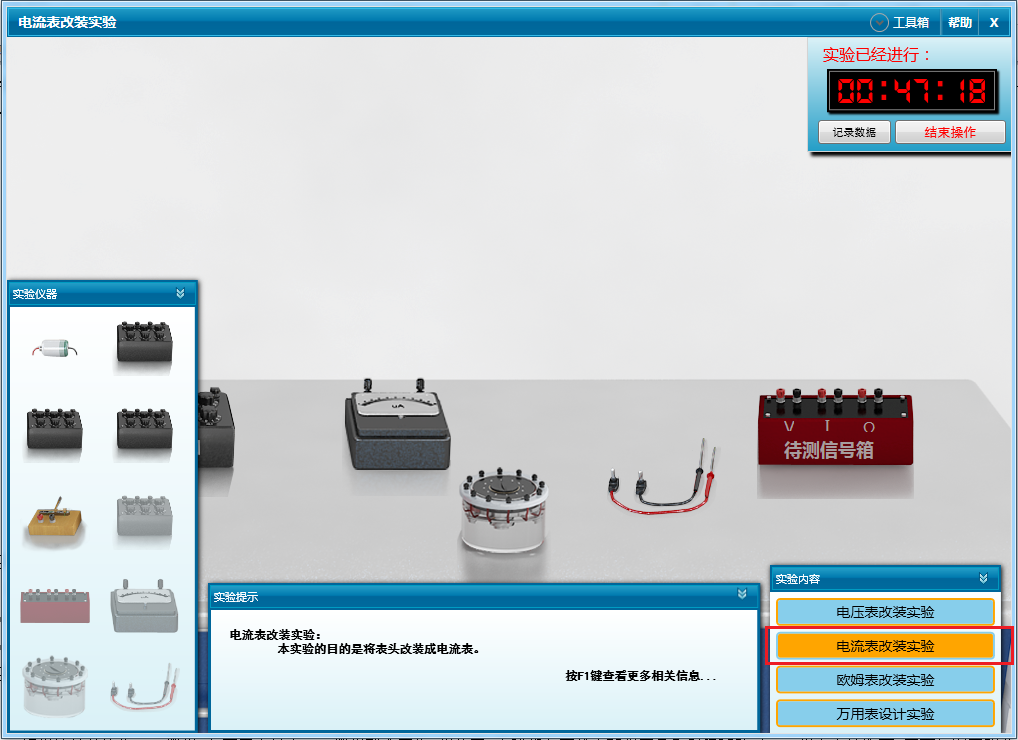 电流表改装实验
工具箱 帮助 X
实验已经进行：
00:47:18
记录数据 结束操作
实验仪器
uA
V I O
待测信号箱
实验提示
电流表改装实验：
本实验的目的是将表头改装成电流表。
按F1键查看更多相关信息...
实验内容
电压表改装实验
电流表改装实验
欧姆表改装实验
万用表设计实验